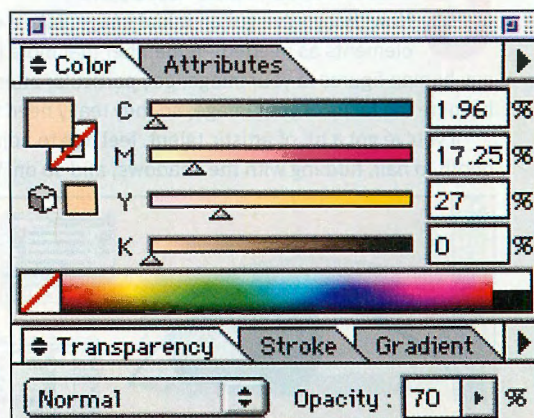 Color Attributes
C 1.96 %
M 17.25 %
Y 27 %
K 0 %
Transparency Stroke Gradient
Normal Opacity: 70 %